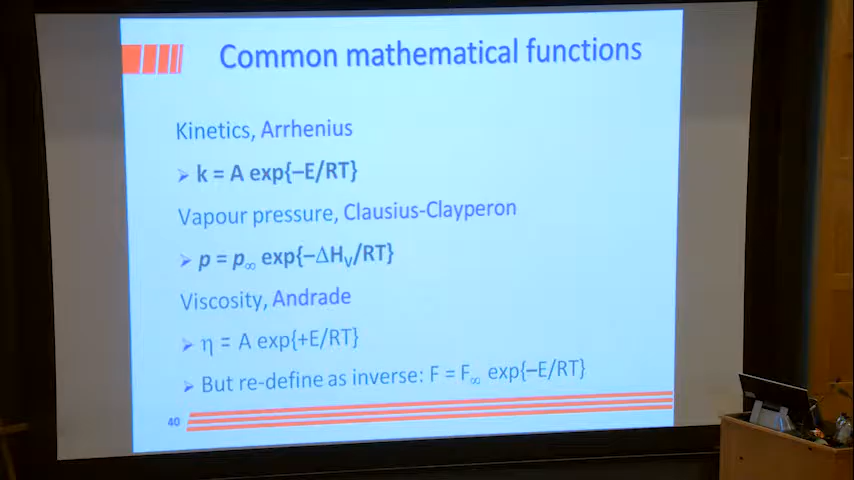 Common mathematical functions
Kinetics, Arrhenius
➢ k = A exp{–E/RT}
Vapour pressure, Clausius-Clayperon
➢ p = p∞ exp{–ΔHV/RT}
Viscosity, Andrade
➢ η = A exp{+E/RT}
➢ But re-define as inverse: F = F∞ exp{–E/RT}
40